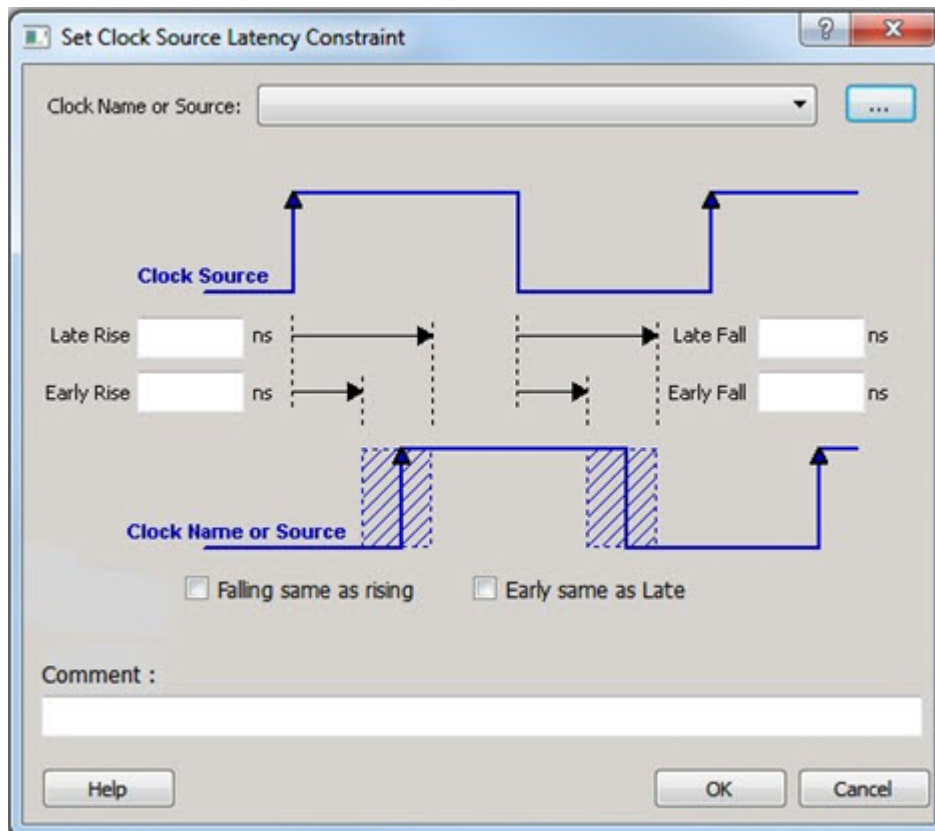 Set Clock Source Latency Constraint
?
Clock Name or Source:
...
Clock Source
Late Rise ns Late Fall ns
Early Rise ns Early Fall ns
Clock Name or Source
Falling same as rising Early same as Late
Comment :
Help OK Cancel